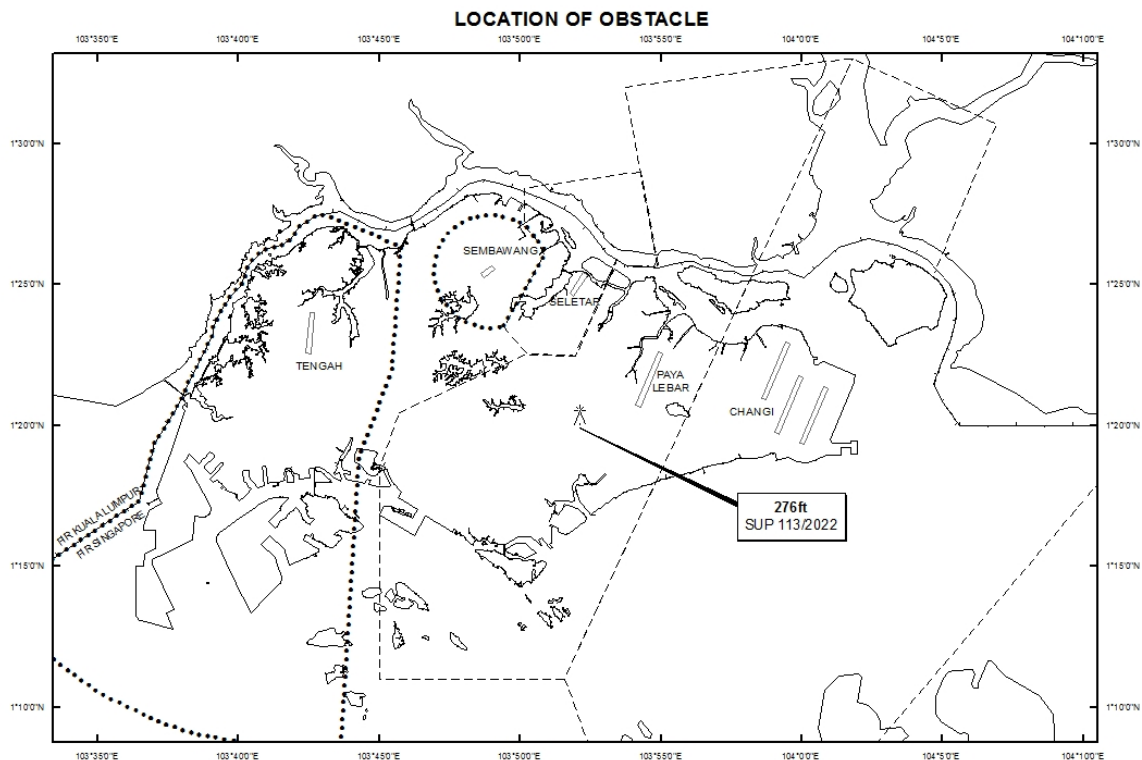 LOCATION OF OBSTACLE
103°35'0"E 103°40'0"E 103°45'0"E 103°50'0"E 103°55'0"E 104°0'0"E 104°5'0"E 104°10'0"E
1°30'0"N 1°30'0"N
SEMBAWANG
1°25'0"N 1°25'0"N
SELETAR
TENGAH
PAYA
LEBAR
CHANGI
1°20'0"N 1°20'0"N
276ft
SUP 113/2022
FIR KUALA LUMPUR
FIR SINGAPORE
1°15'0"N 1°15'0"N
1°10'0"N 1°10'0"N
103°35'0"E 103°40'0"E 103°45'0"E 103°50'0"E 103°55'0"E 104°0'0"E 104°5'0"E 104°10'0"E